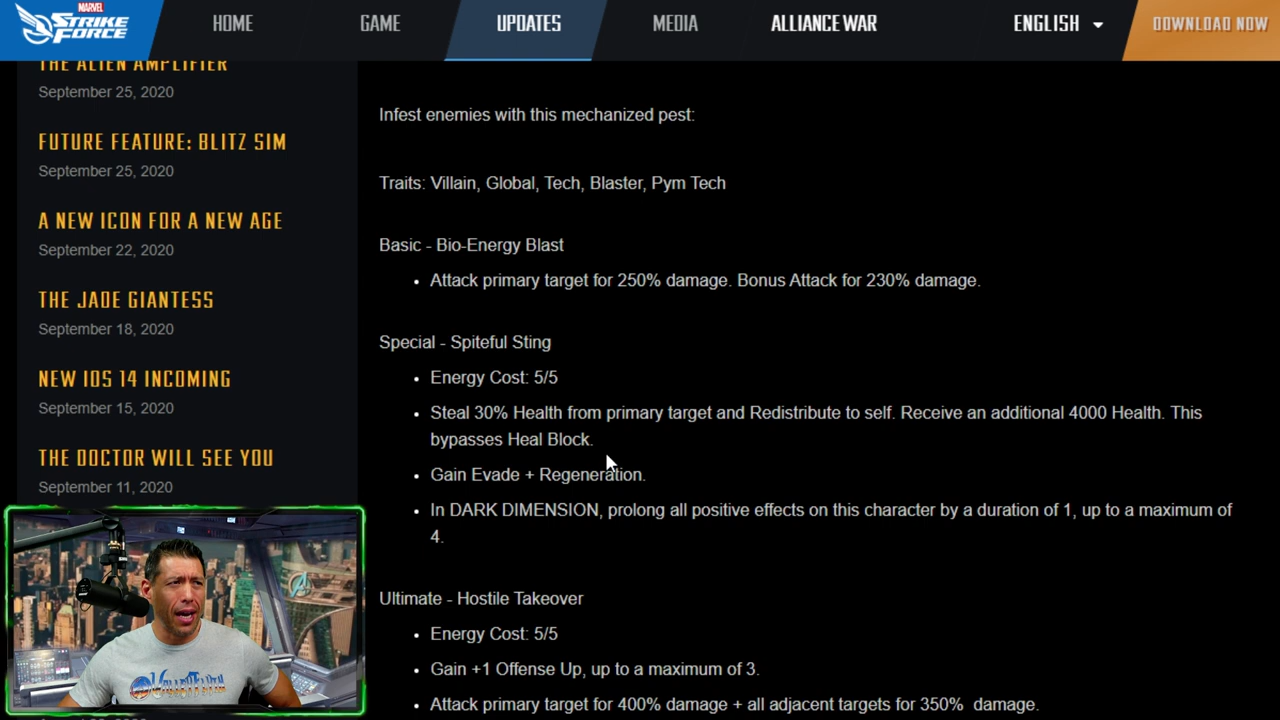 MARVEL
STRIKE
FORCE
HOME
GAME
UPDATES
MEDIA
ALLIANCE WAR
ENGLISH
DOWNLOAD NOW
THE ALIEN AMPLIFIER
September 25, 2020
FUTURE FEATURE: BLITZ SIM
September 25, 2020
A NEW ICON FOR A NEW AGE
September 22, 2020
THE JADE GIANTESS
September 18, 2020
NEW IOS 14 INCOMING
September 15, 2020
THE DOCTOR WILL SEE YOU
September 11, 2020
Infest enemies with this mechanized pest:
Traits: Villain, Global, Tech, Blaster, Pym Tech
Basic - Bio-Energy Blast
• Attack primary target for 250% damage. Bonus Attack for 230% damage.
Special - Spiteful Sting
• Energy Cost: 5/5
• Steal 30% Health from primary target and Redistribute to self. Receive an additional 4000 Health. This
bypasses Heal Block.
• Gain Evade + Regeneration.
• In DARK DIMENSION, prolong all positive effects on this character by a duration of 1, up to a maximum of
4.
Ultimate - Hostile Takeover
• Energy Cost: 5/5
• Gain +1 Offense Up, up to a maximum of 3.
• Attack primary target for 400% damage + all adjacent targets for 350% damage.